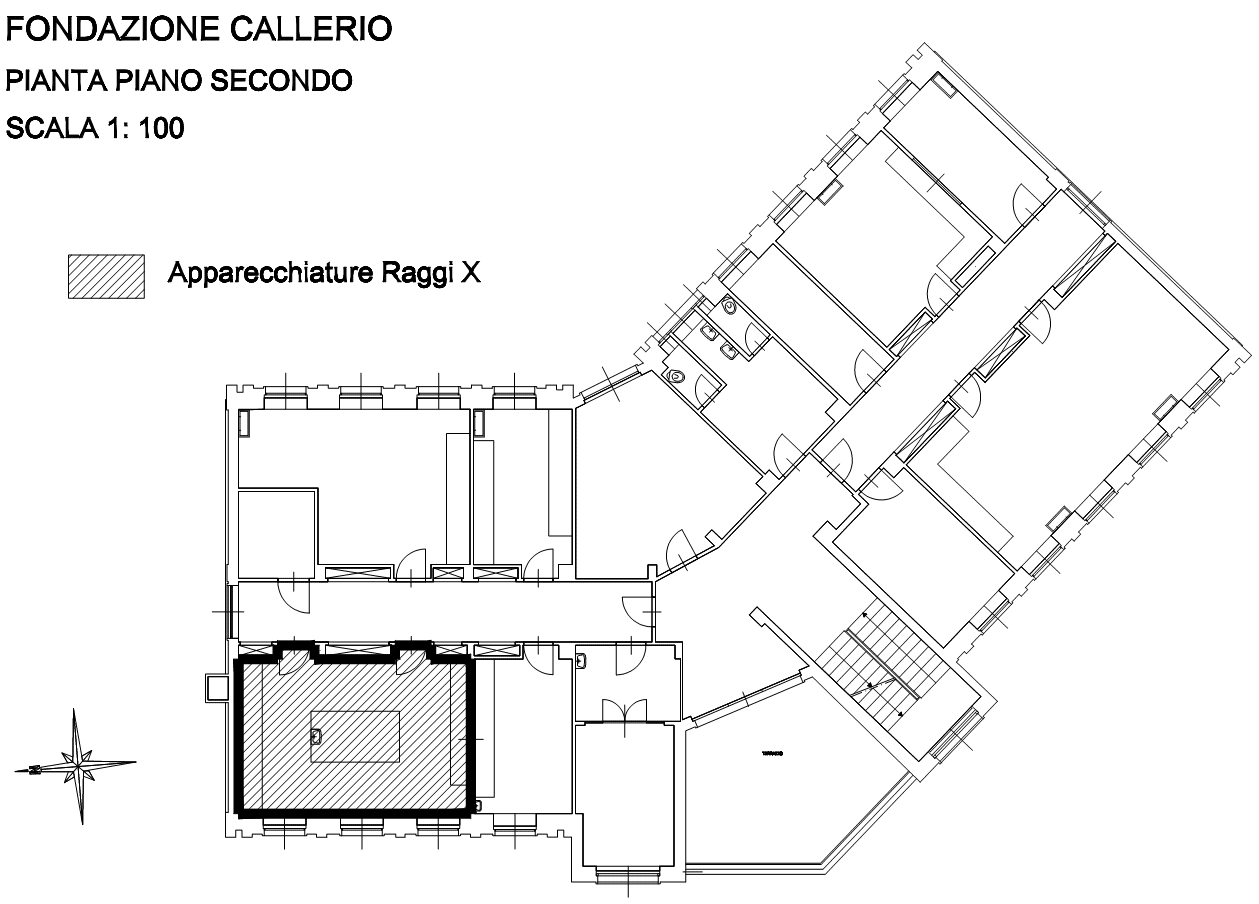 FONDAZIONE CALLERIO
PIANTA PIANO SECONDO
SCALA 1: 100
Apparecchiature Raggi X